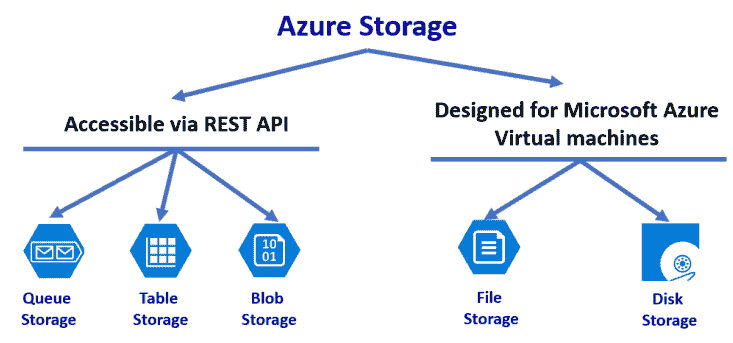 Azure Storage
Accessible via REST API
Designed for Microsoft Azure
Virtual machines
10
01
Queue
Storage
Table
Storage
Blob
Storage
File
Storage
Disk
Storage